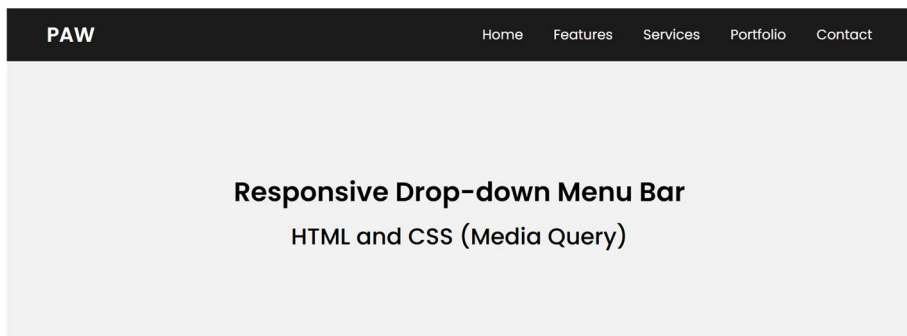 PAW Home Features Services Portfolio Contact
Responsive Drop-down Menu Bar
HTML and CSS (Media Query)